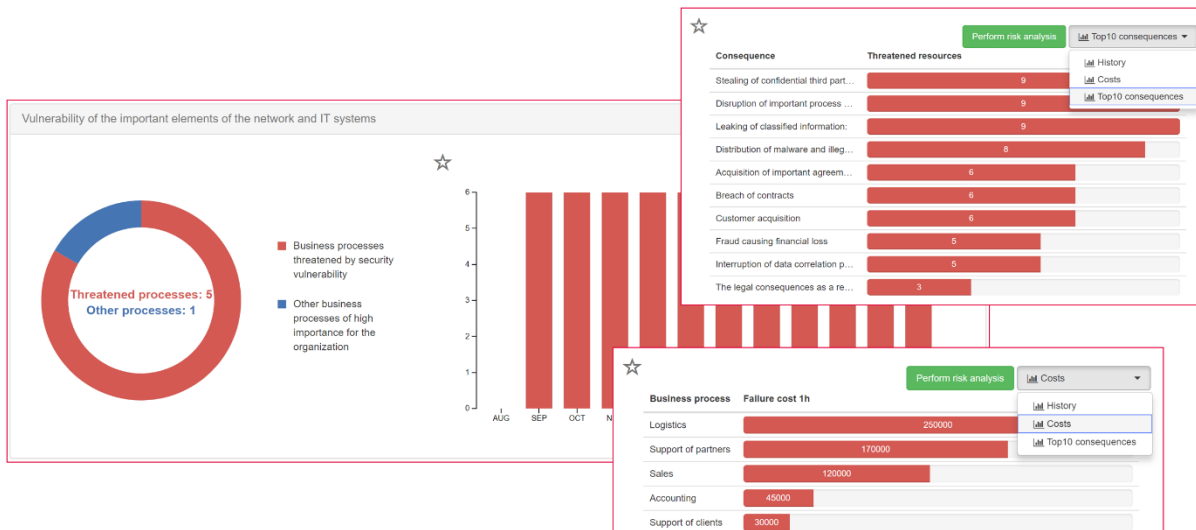 Perform risk analysis
Top10 consequences
History
Costs
Top10 consequences
Consequence
Threatened resources
Stealing of confidential third part…
9
Disruption of important process …
9
Leaking of classified information:
9
Distribution of malware and illeg…
8
Acquisition of important agreem…
6
Breach of contracts
6
Customer acquisition
6
Fraud causing financial loss
5
Interruption of data correlation p…
5
The legal consequences as a re…
3
Vulnerability of the important elements of the network and IT systems
Threatened processes: 5
Other processes: 1
Business processes
threatened by security
vulnerability
Other business
processes of high
importance for the
organization
6
5
4
3
2
1
0
AUG
SEP
OCT
Perform risk analysis
Costs
History
Costs
Top10 consequences
Business process
Failure cost 1h
Logistics
250000
Support of partners
170000
Sales
120000
Accounting
45000
Support of clients
30000